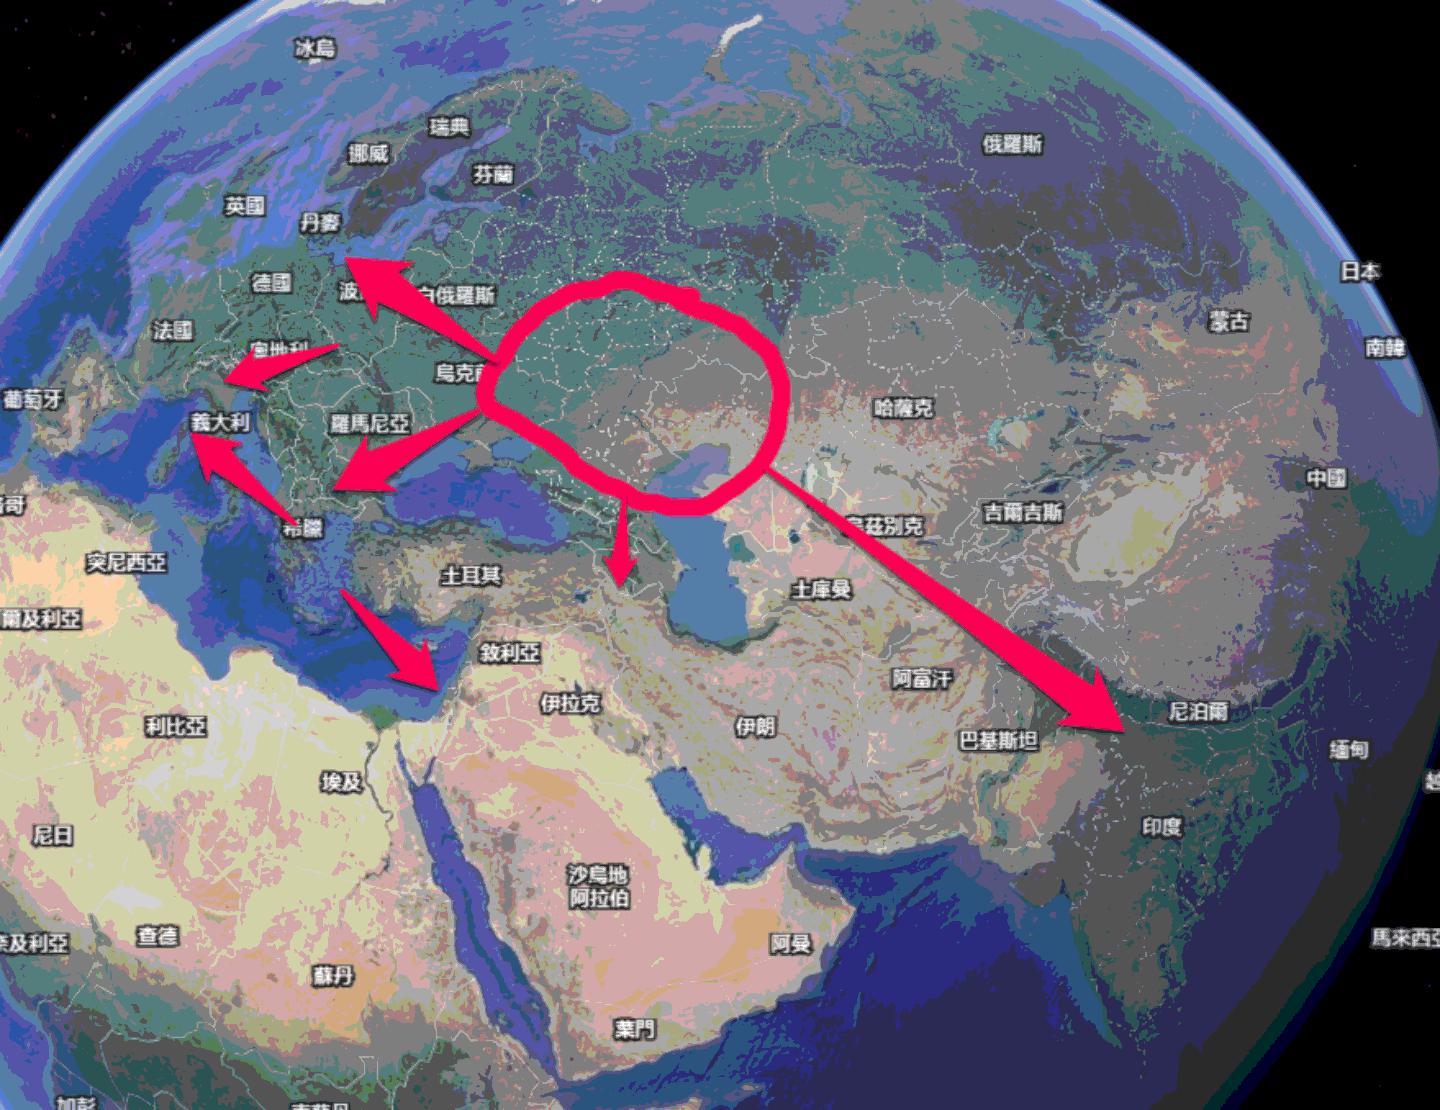 冰島
瑞典
挪威
芬蘭
俄羅斯
英國
丹麥
日本
德國
波
白俄羅斯
法國
蒙古
南韓
奧地利
烏克
葡萄牙
哈薩克
義大利
羅馬尼亞
中國
哥
吉爾吉斯
茲別克
希臘
突尼西亞
土耳其
土庫曼
爾及利亞
敘利亞
阿富汗
伊拉克
尼泊爾
利比亞
伊朗
巴基斯坦
緬甸
埃及
越
印度
尼日
沙烏地
阿拉伯
查德
及利亞
阿曼
馬來西亞
蘇丹
葉門
加彭